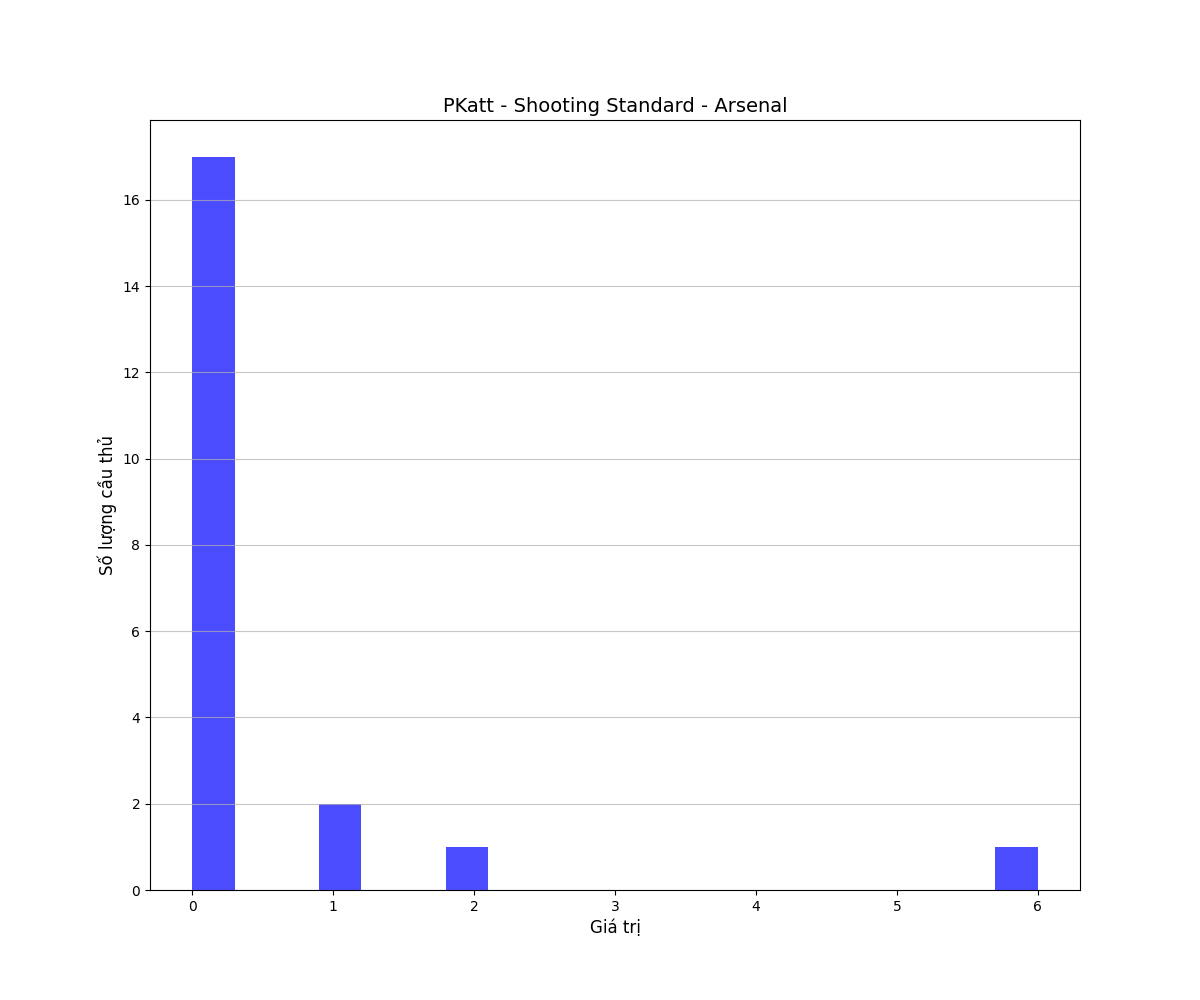 PKatt - Shooting Standard - Arsenal
16
14
12
10
8
6
4
2
0
Số lượng cầu thủ
0 1 2 3 4 5 6
Giá trị